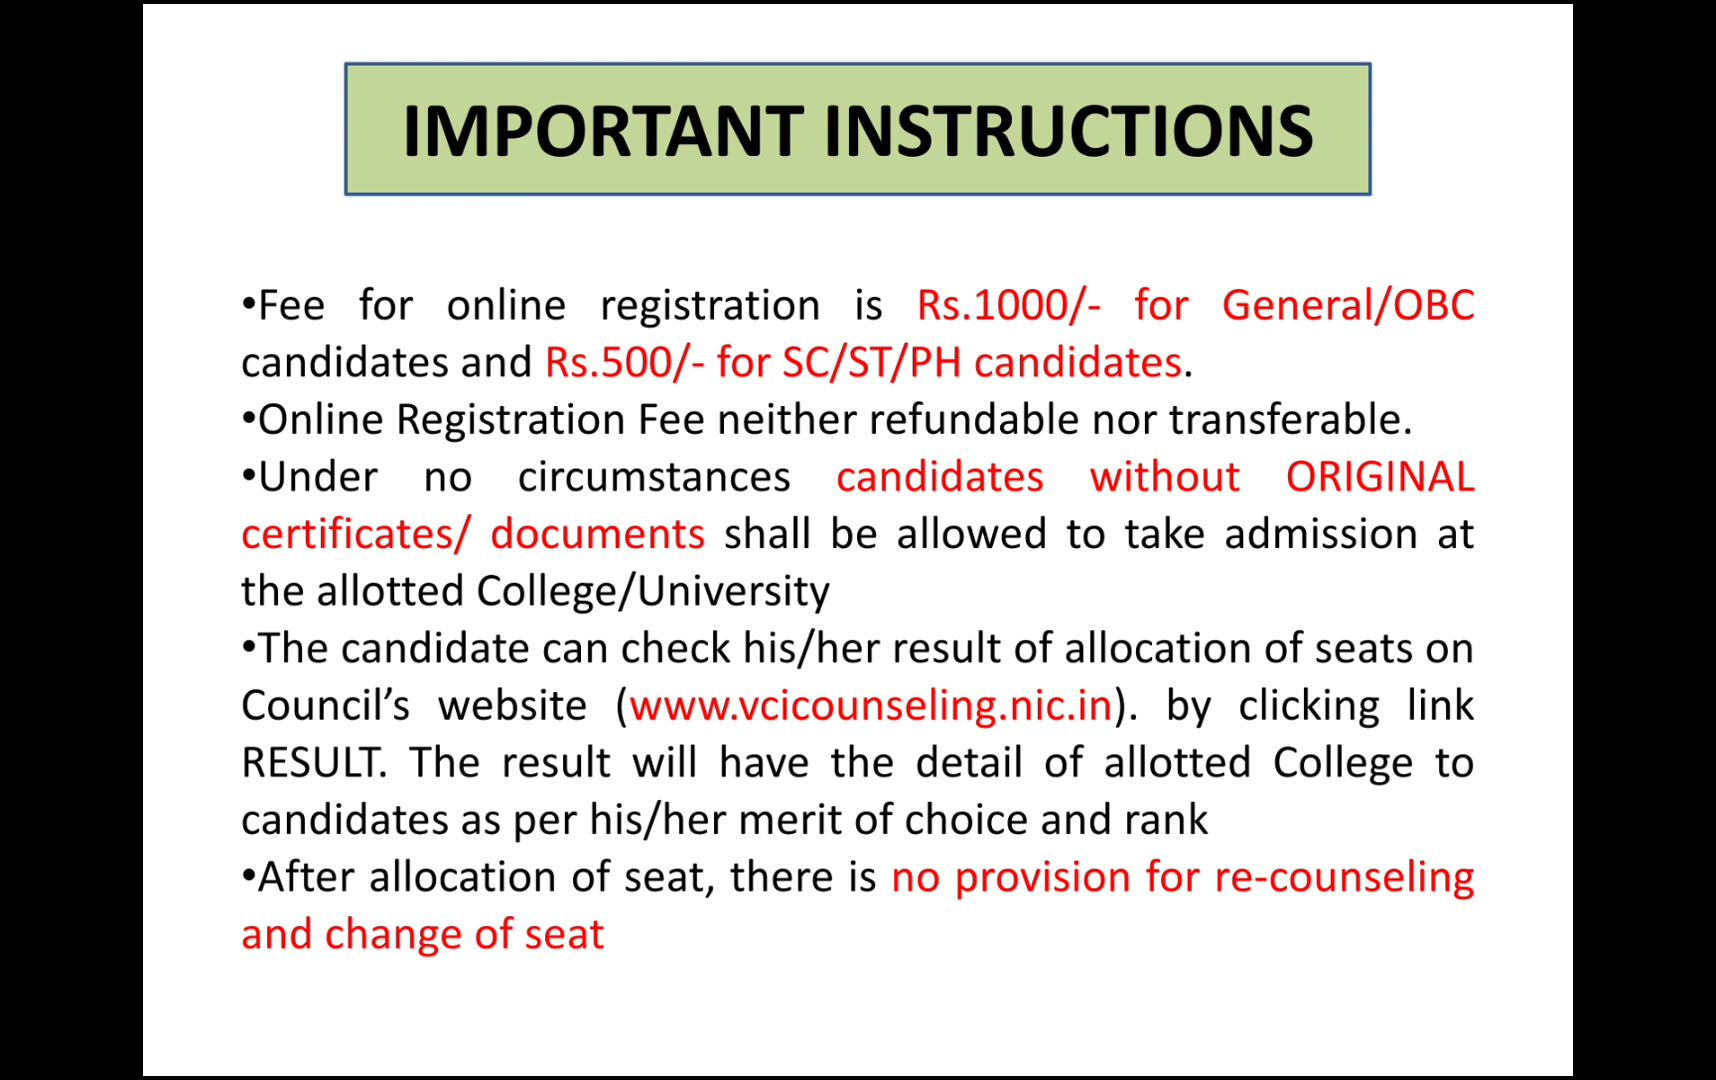 IMPORTANT INSTRUCTIONS
•Fee for online registration is Rs.1000/- for General/OBC
candidates and Rs.500/- for SC/ST/PH candidates.
•Online Registration Fee neither refundable nor transferable.
•Under no circumstances candidates without ORIGINAL
certificates/ documents shall be allowed to take admission at
the allotted College/University
•The candidate can check his/her result of allocation of seats on
Council’s website (www.vcicounseling.nic.in). by clicking link
RESULT. The result will have the detail of allotted College to
candidates as per his/her merit of choice and rank
•After allocation of seat, there is no provision for re-counseling
and change of seat